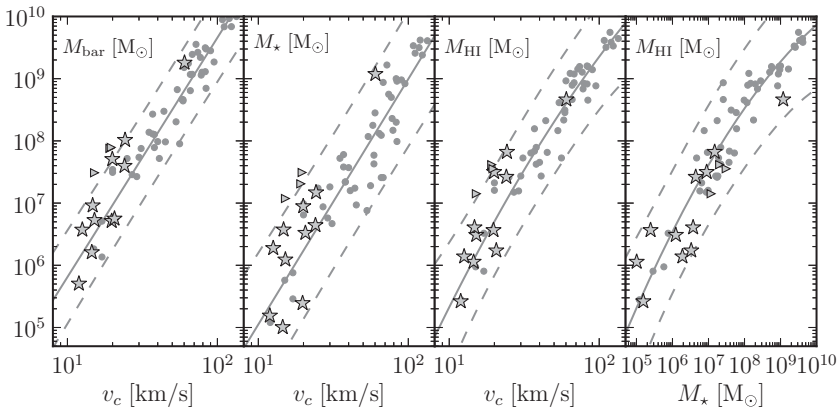 M_bar [M_⊙] M_⋆ [M_⊙] M_HI [M_⊙] M_HI [M_⊙]
10^10
10^9
10^8
10^7
10^6
10^5
10^1 10^2 10^1 10^2 10^1 10^2 10^5 10^6 10^7 10^8 10^9 10^10
v_c [km/s] v_c [km/s] v_c [km/s] M_⋆ [M_⊙]